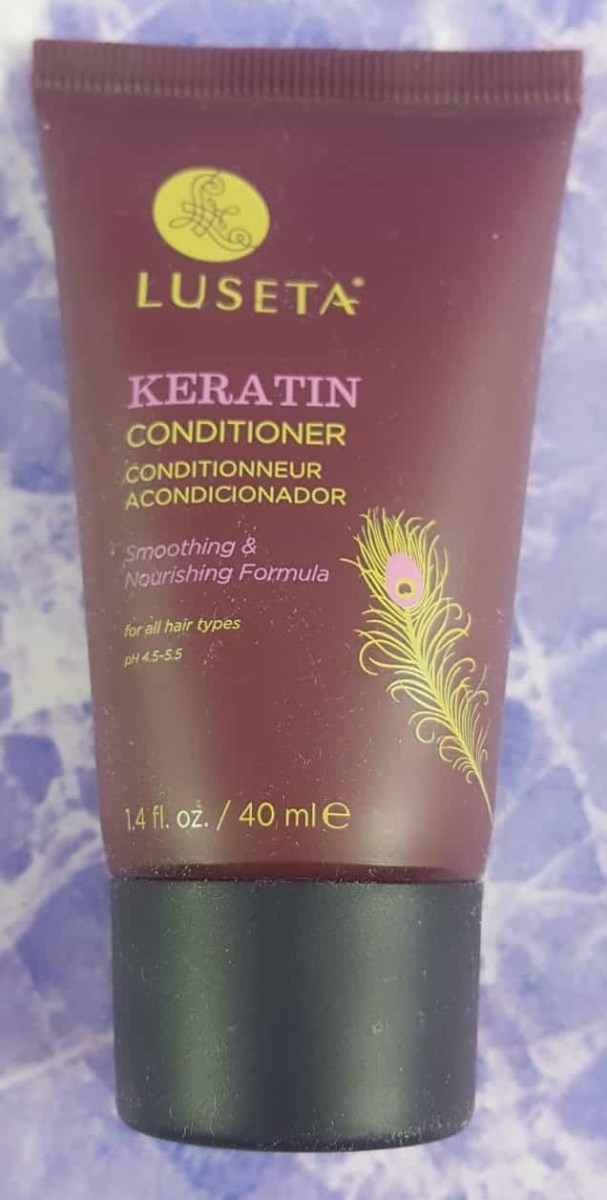 LUSETA®
KERATIN
CONDITIONER
CONDITIONNEUR
ACONDICIONADOR
Smoothing &
Nourishing Formula
for all hair types
pH 4.5-5.5
1.4 fl. oz. / 40 ml ℮